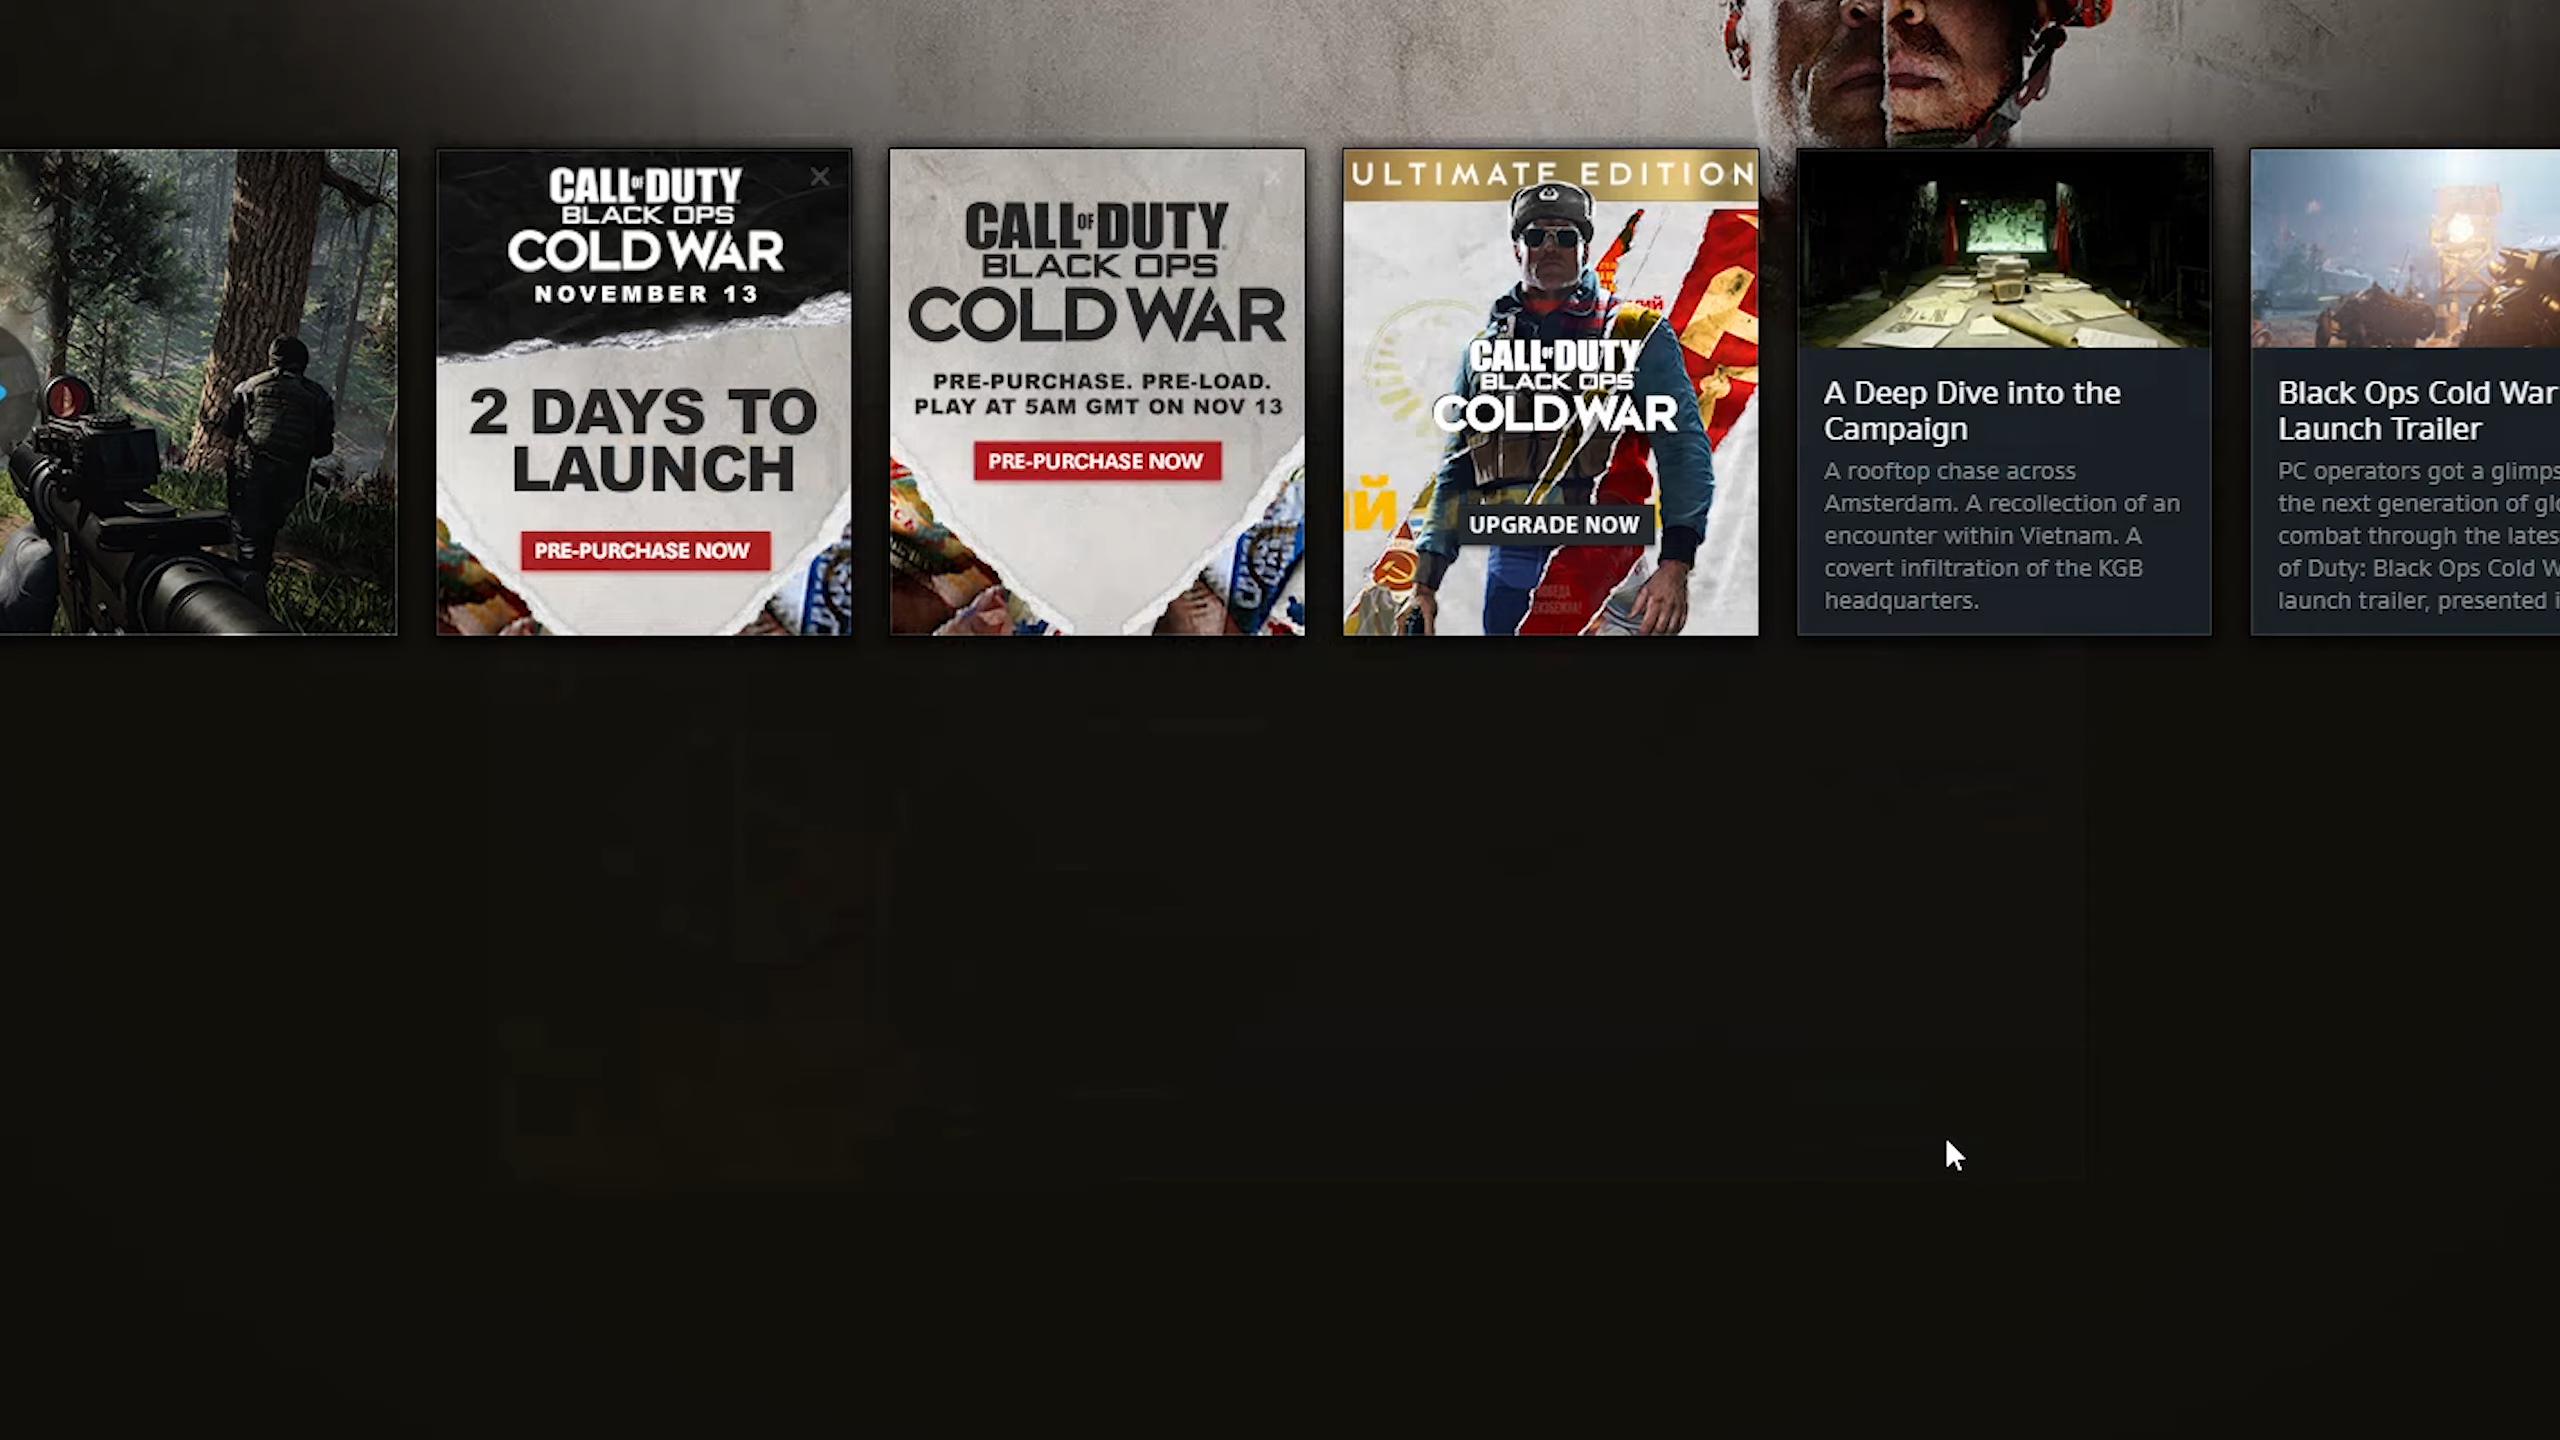 CALL OF DUTY
BLACK OPS
COLD WAR
NOVEMBER 13
2 DAYS TO
LAUNCH
PRE-PURCHASE NOW
CALL OF DUTY
BLACK OPS
COLD WAR
PRE-PURCHASE. PRE-LOAD.
PLAY AT 5AM GMT ON NOV 13
PRE-PURCHASE NOW
ULTIMATE EDITION
CALL OF DUTY
BLACK OPS
COLD WAR
UPGRADE NOW
A Deep Dive into the
Campaign
A rooftop chase across
Amsterdam. A recollection of an
encounter within Vietnam. A
covert infiltration of the KGB
headquarters.
Black Ops Cold War
Launch Trailer
PC operators got a
the next generation of
combat through the
of Duty: Black Ops Cold
launch trailer, presented